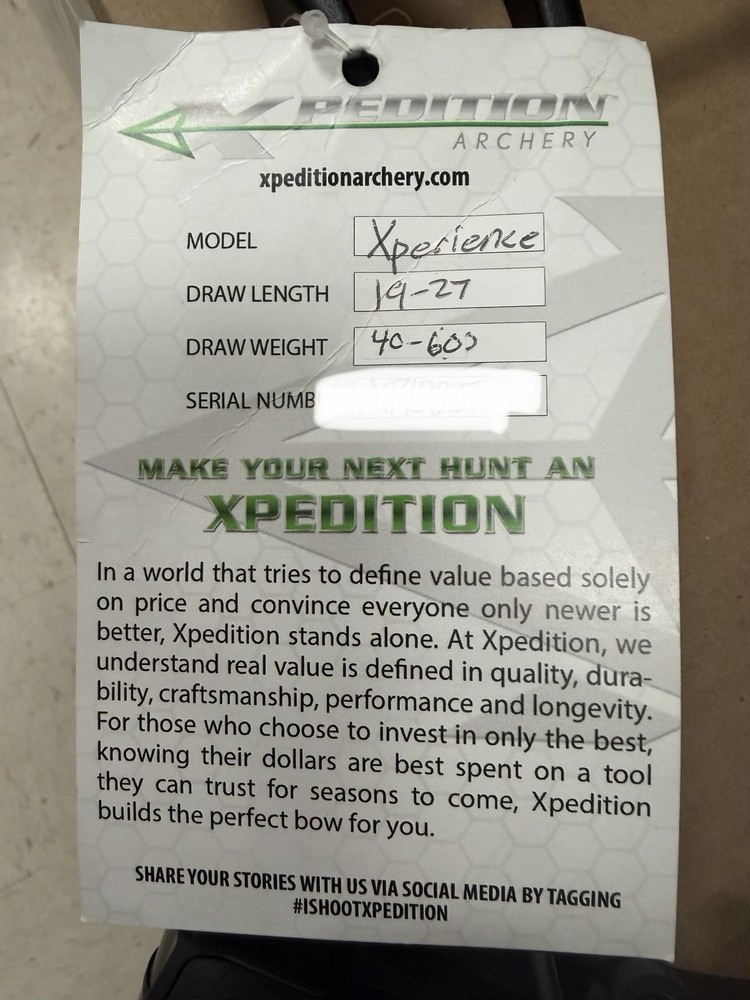 XPEDITION™
ARCHERY
xpeditionarchery.com
MODEL Xperience
DRAW LENGTH 19-27
DRAW WEIGHT 40-60
SERIAL NUMB
MAKE YOUR NEXT HUNT AN
XPEDITION
In a world that tries to define value based solely
on price and convince everyone only newer is
better, Xpedition stands alone. At Xpedition, we
understand real value is defined in quality, dura-
bility, craftsmanship, performance and longevity.
For those who choose to invest in only the best,
knowing their dollars are best spent on a tool
they can trust for seasons to come, Xpedition
builds the perfect bow for you.
SHARE YOUR STORIES WITH US VIA SOCIAL MEDIA BY TAGGING
#ISHOOTXPEDITION